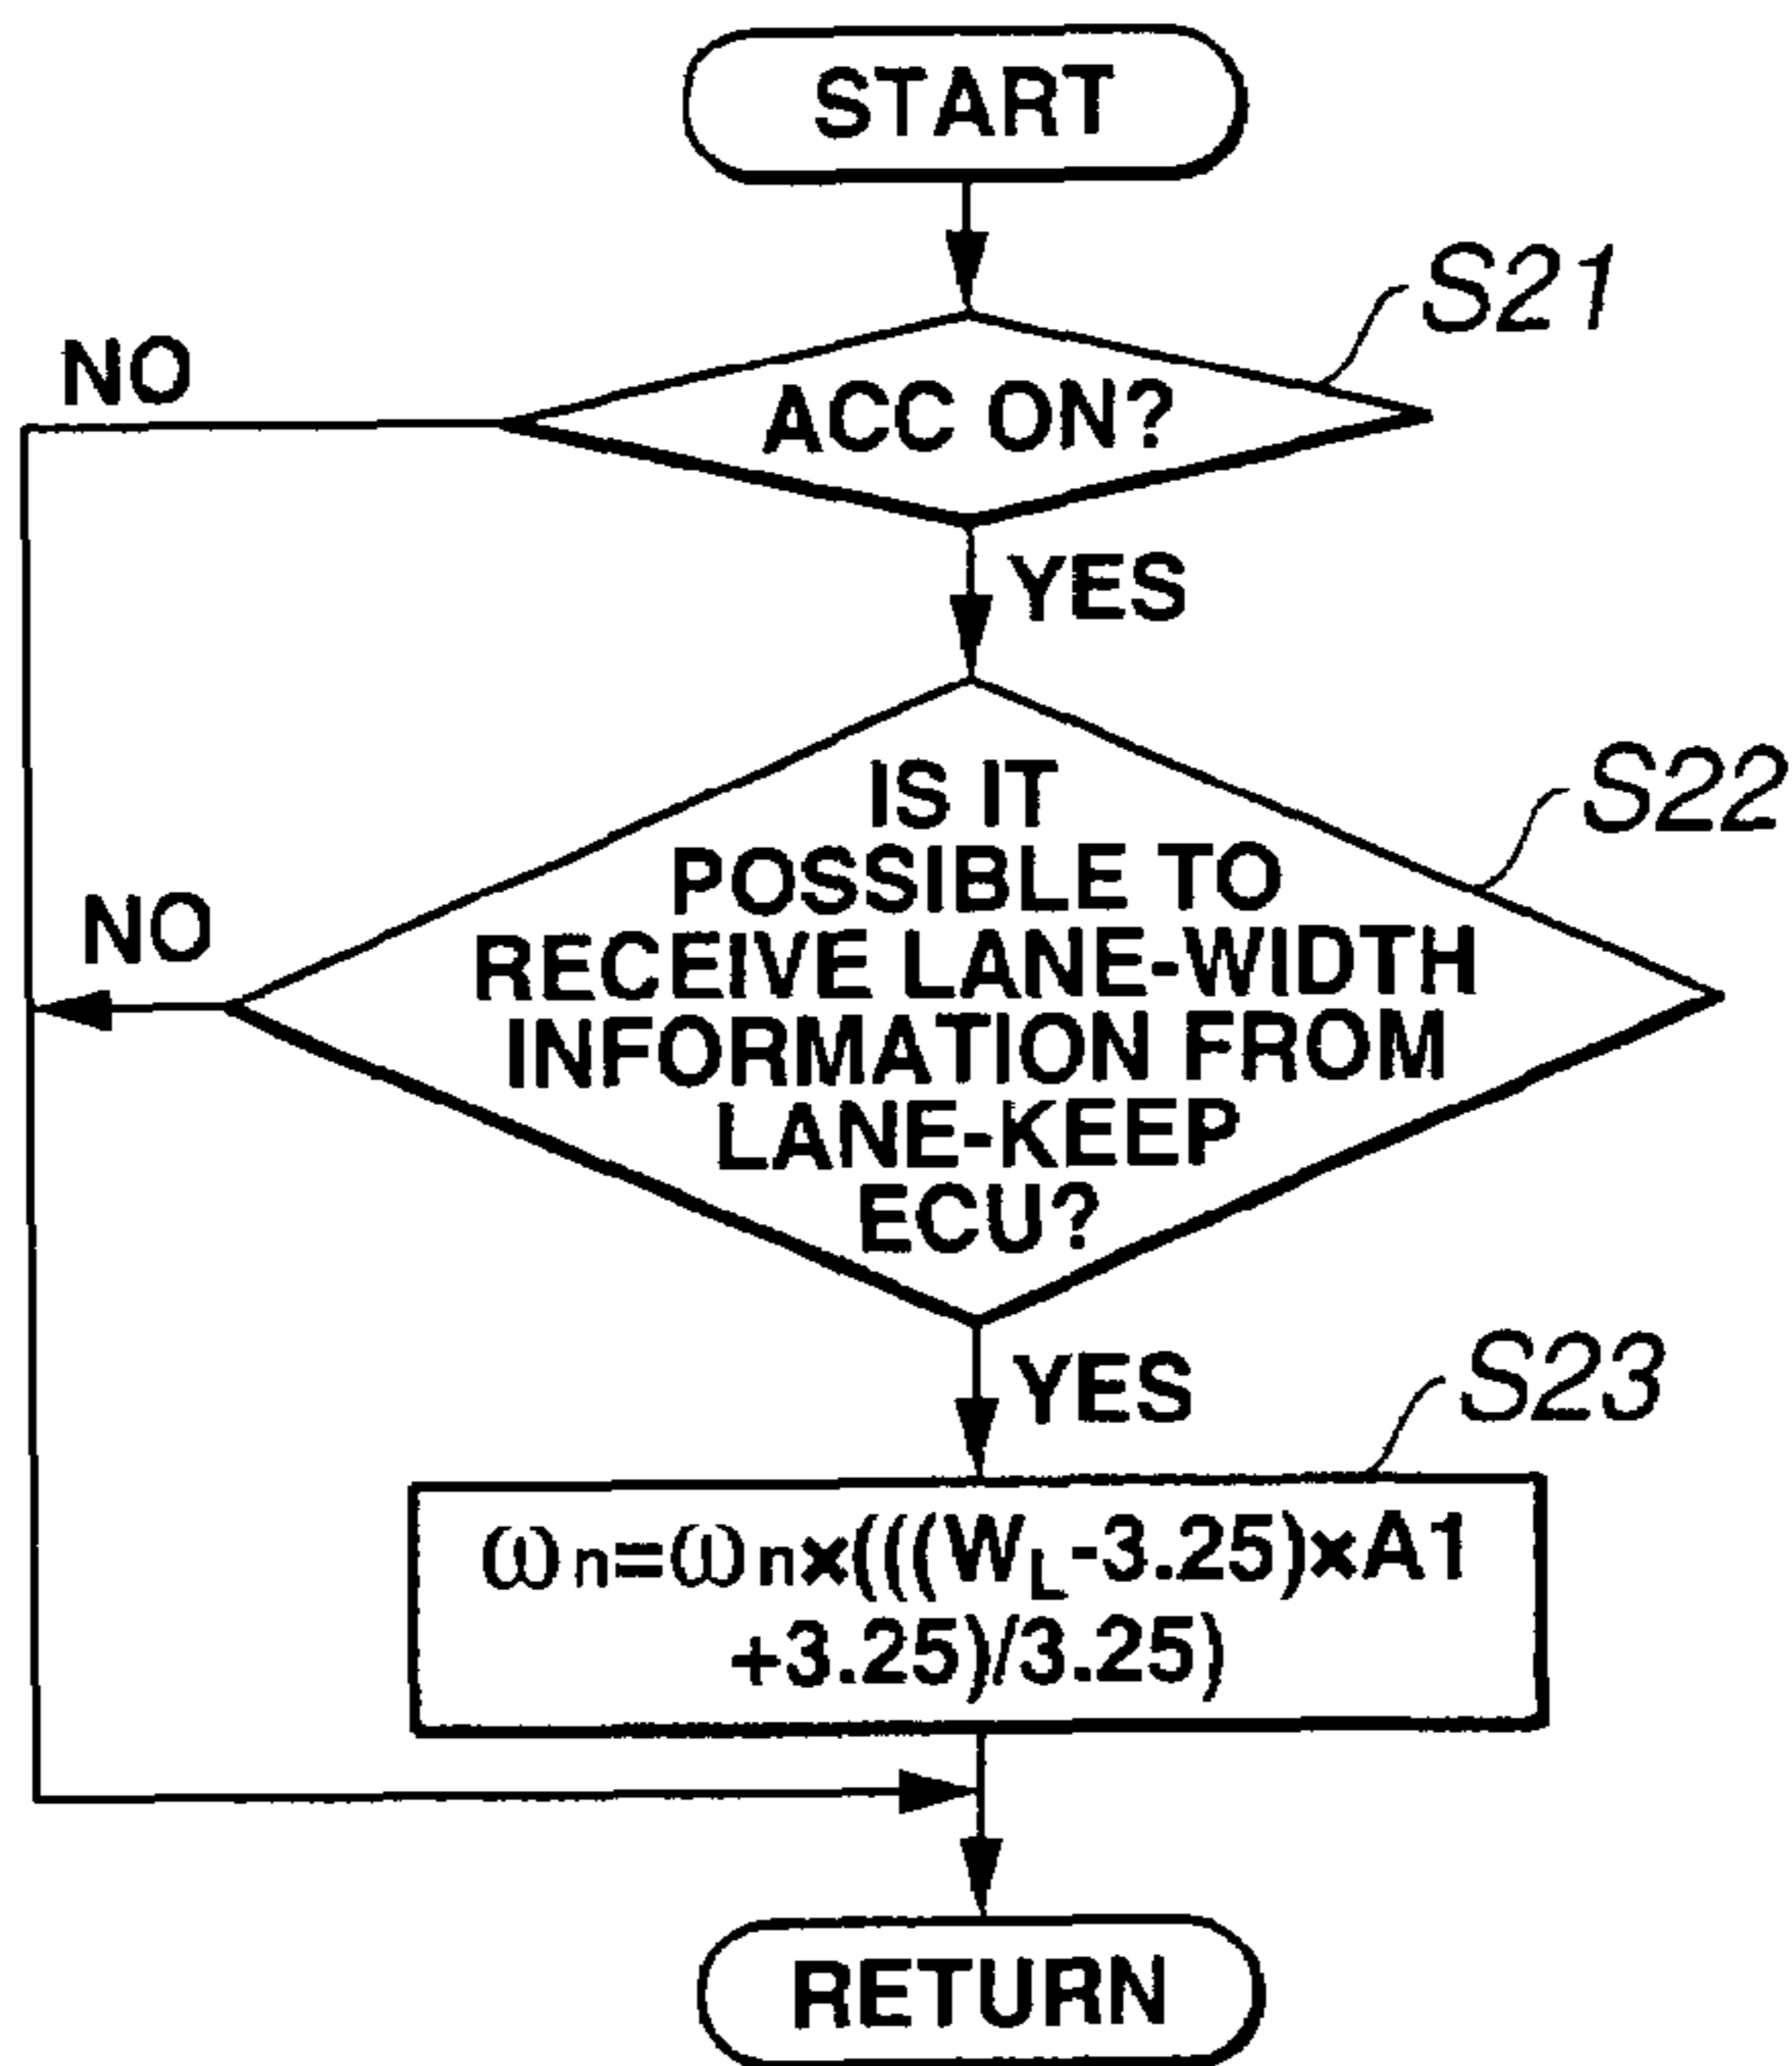 START
S21
NO
ACC ON?
YES
S22
IS IT
POSSIBLE TO
NO
RECEIVE LANE-WIDTH
INFORMATION FROM
LANE-KEEP
ECU?
YES
S23
ωn=ωn×(((WL-3.25)×A1
+3.25)/3.25)
RETURN